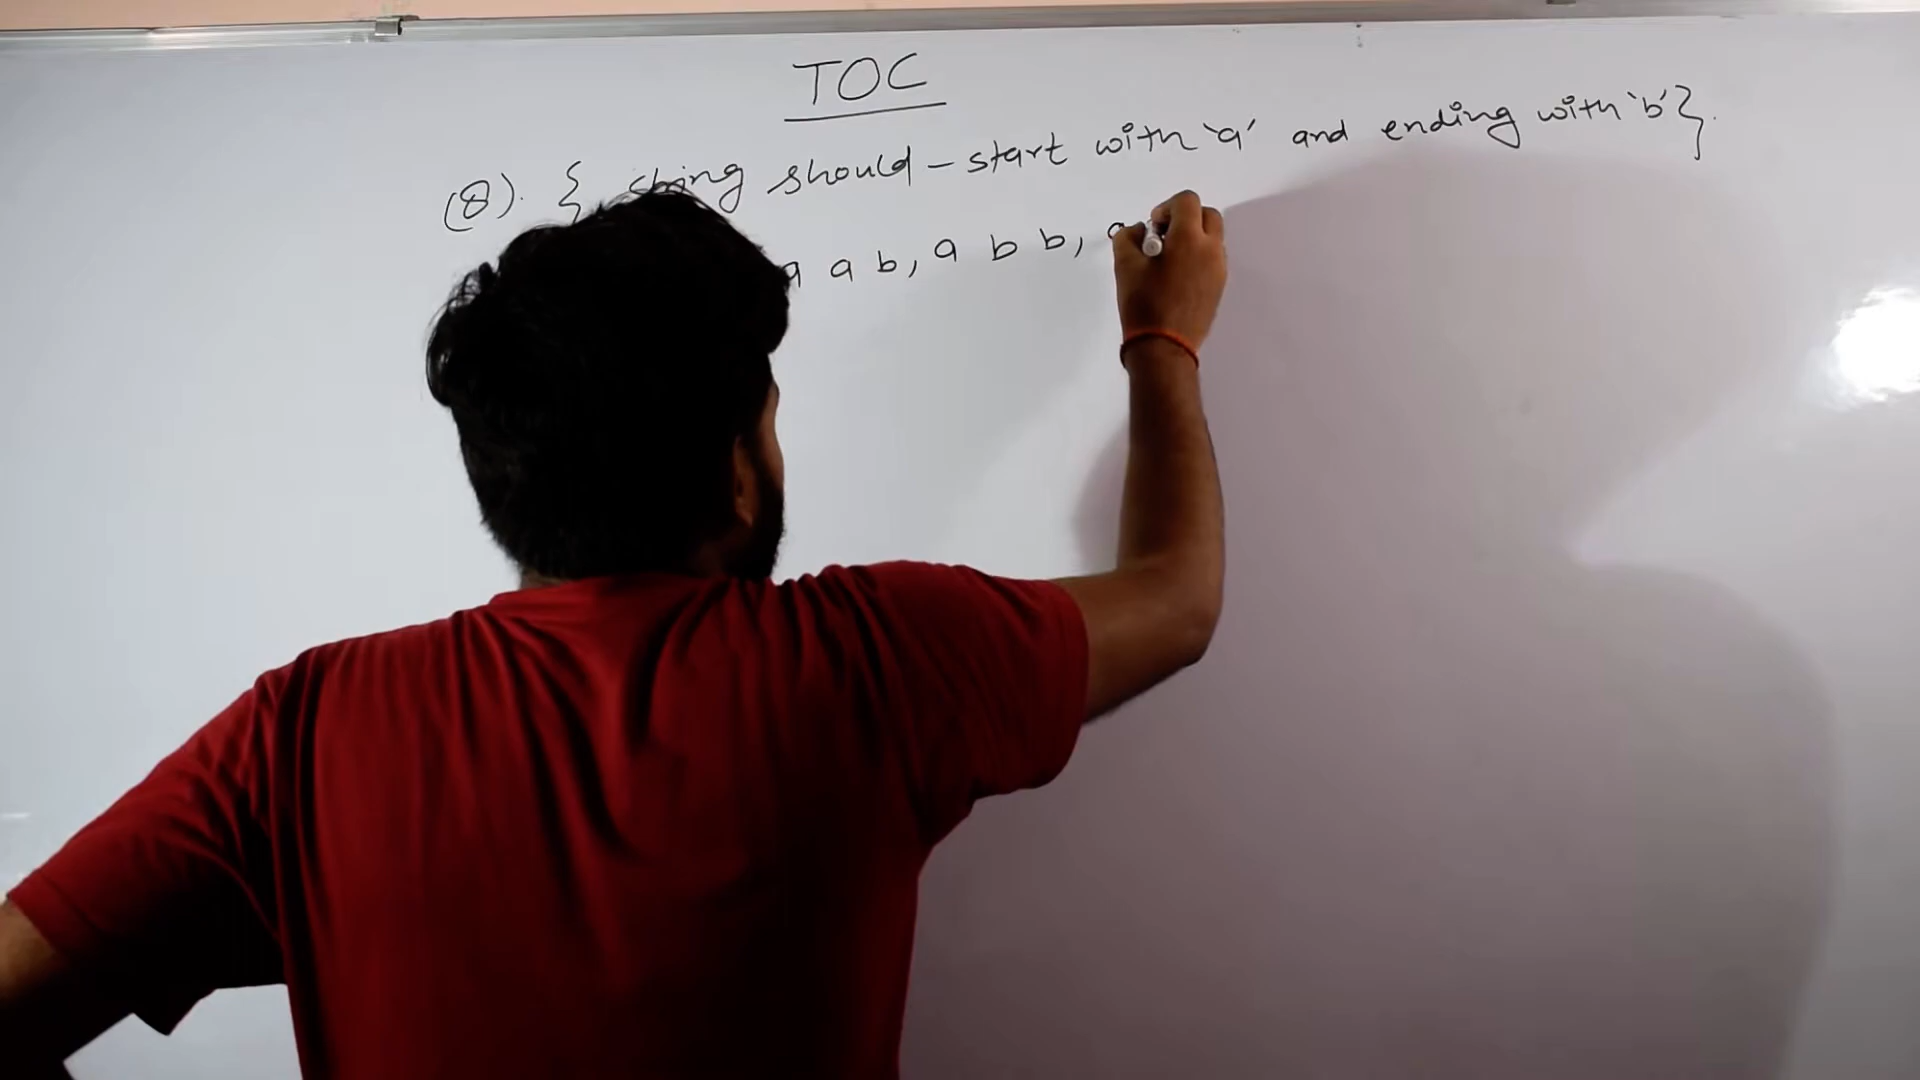 TOC
(8). { string should - start with 'a' and ending with 'b'}.
a a b, a b b, a